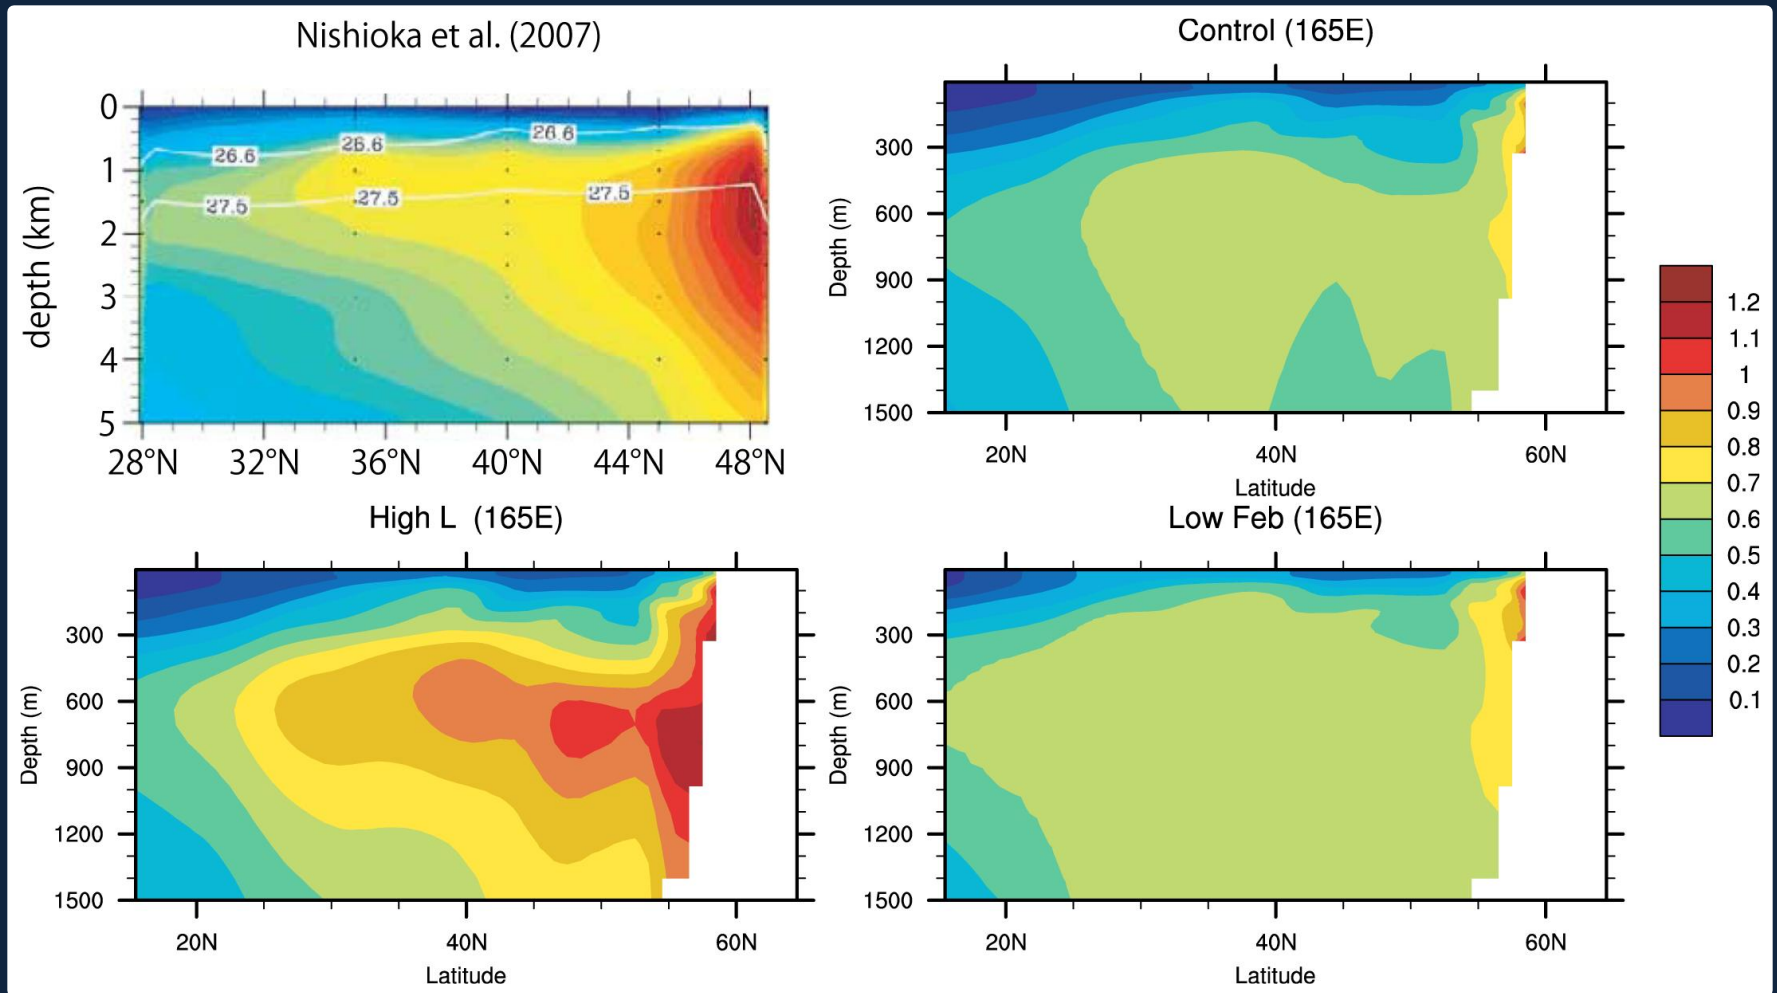 Nishioka et al. (2007)
0
1
2
3
4
5
depth (km)
26.6
26.6
26.6
27.5
27.5
27.5
28°N 32°N 36°N 40°N 44°N 48°N
Control (165E)
300
600
900
1200
1500
Depth (m)
20N 40N 60N
Latitude
High L (165E)
300
600
900
1200
1500
Depth (m)
20N 40N 60N
Latitude
Low Feb (165E)
300
600
900
1200
1500
Depth (m)
20N 40N 60N
Latitude
1.2
1.1
1
0.9
0.8
0.7
0.6
0.5
0.4
0.3
0.2
0.1